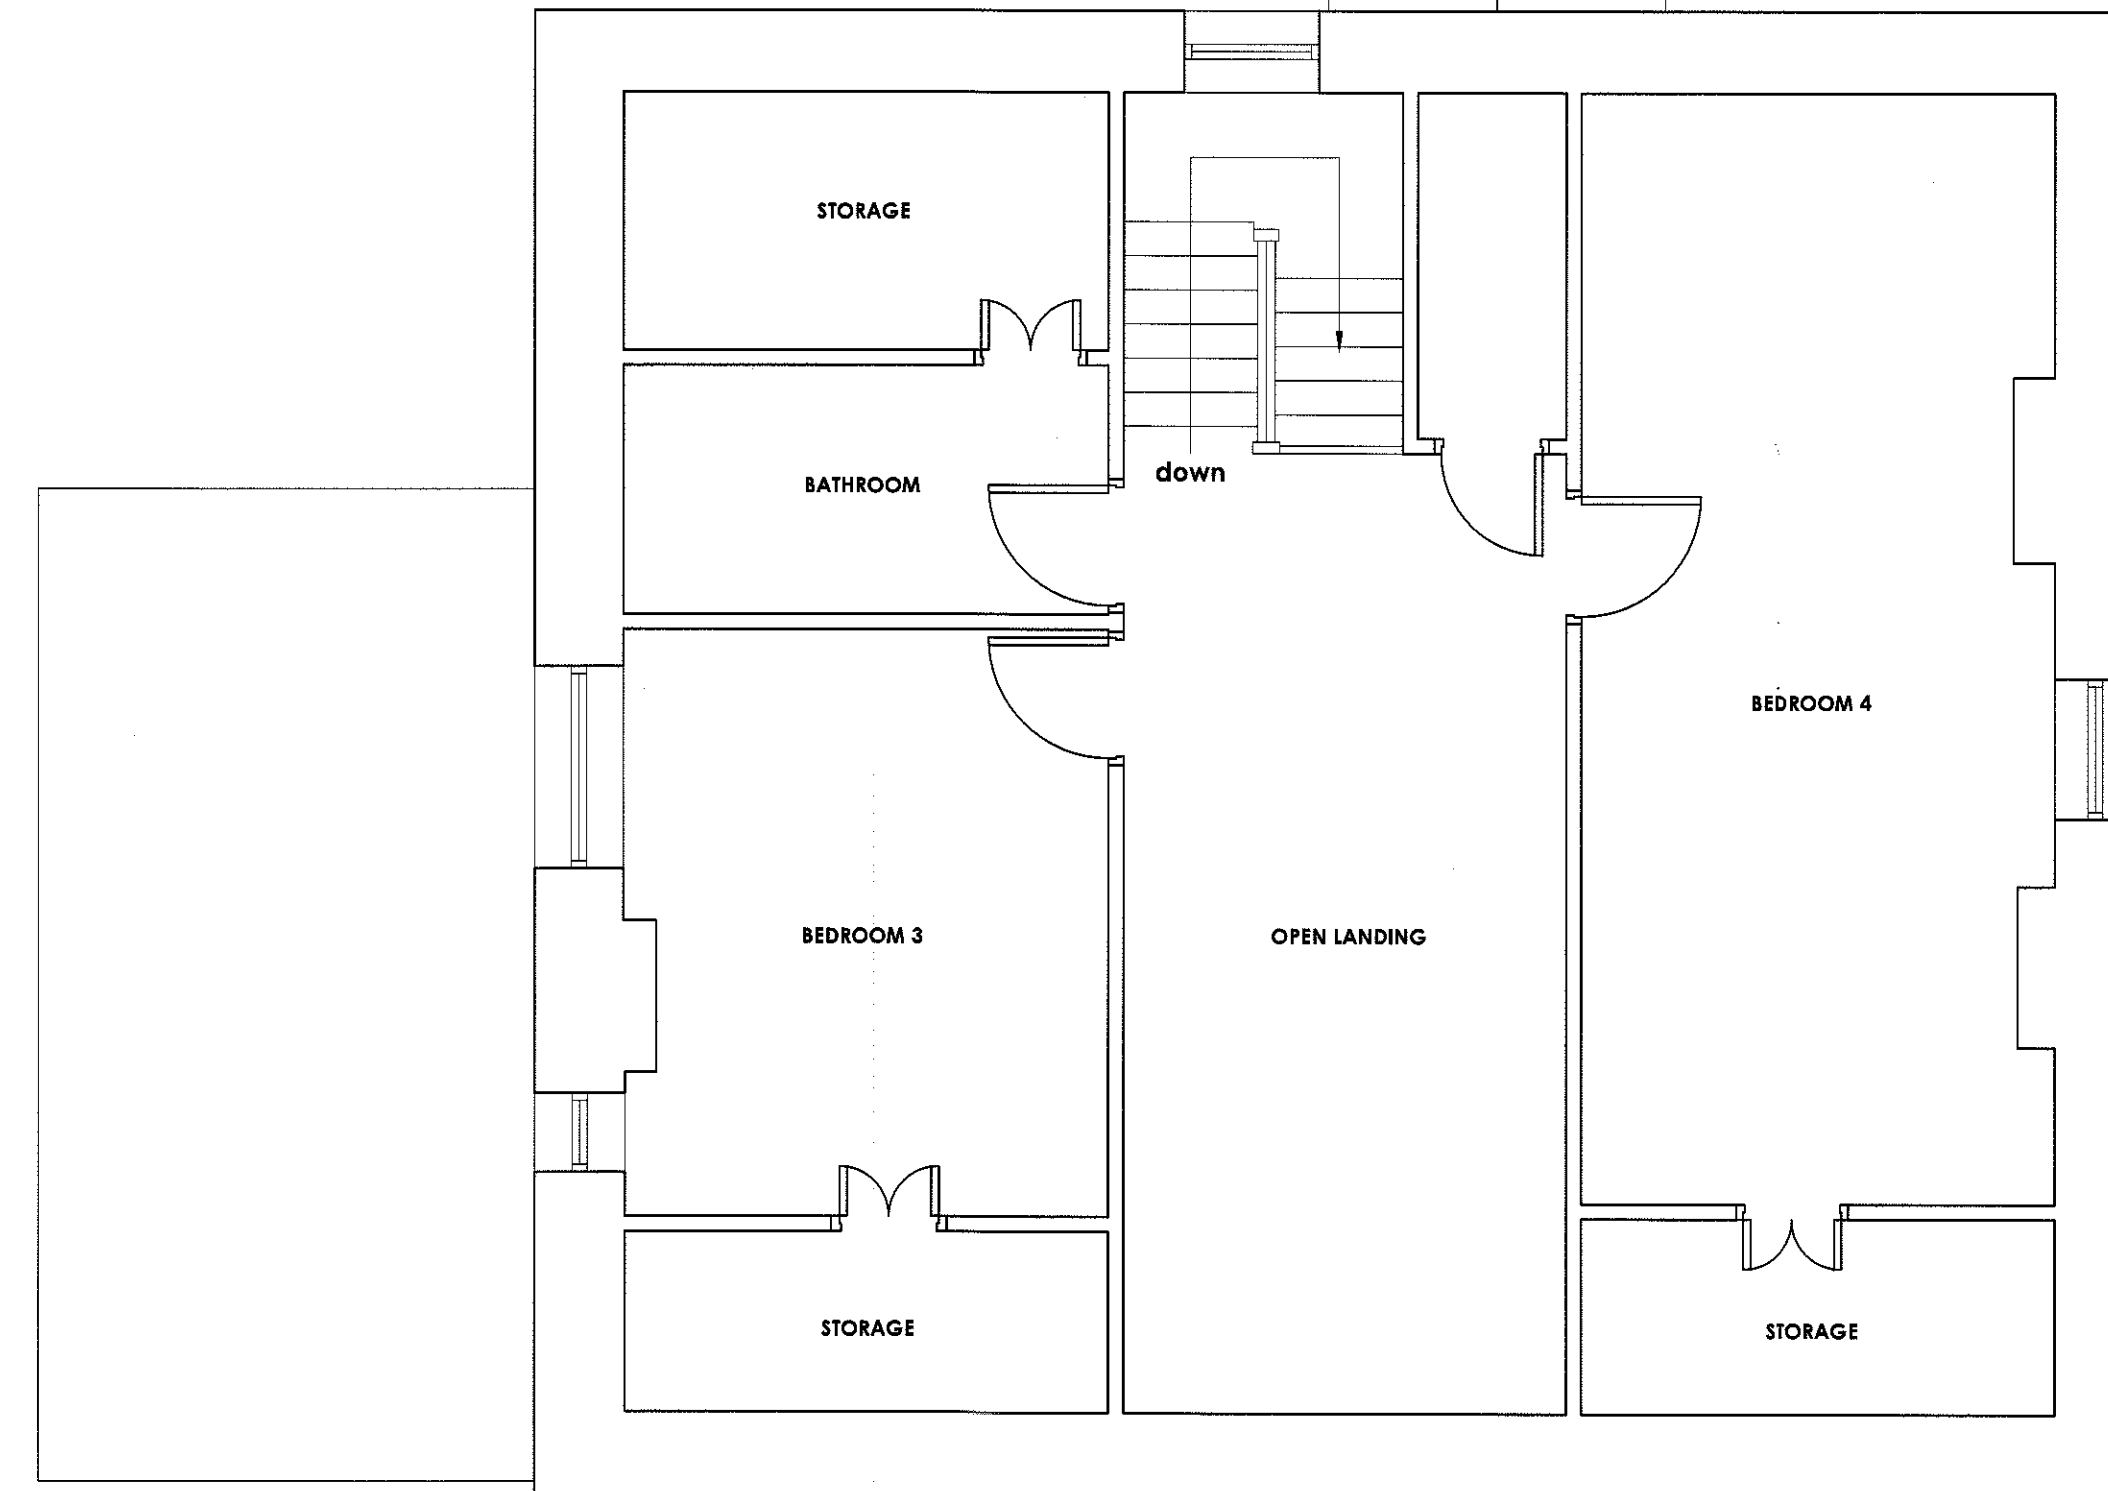 STORAGE
down
BATHROOM
BEDROOM 4
BEDROOM 3
OPEN LANDING
STORAGE
STORAGE